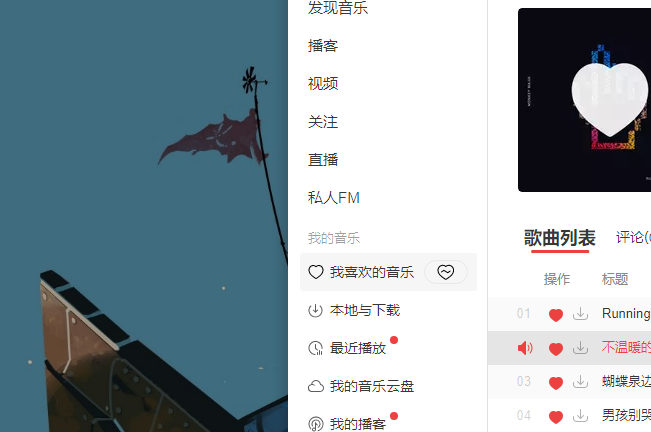 发现音乐
播客
视频
关注
直播
私人FM
我的音乐
我喜欢的音乐
本地与下载
最近播放
我的音乐云盘
我的播客
歌曲列表 评论(
操作 标题
01 Running
不温暖的
03 蝴蝶泉边
04 男孩别哭